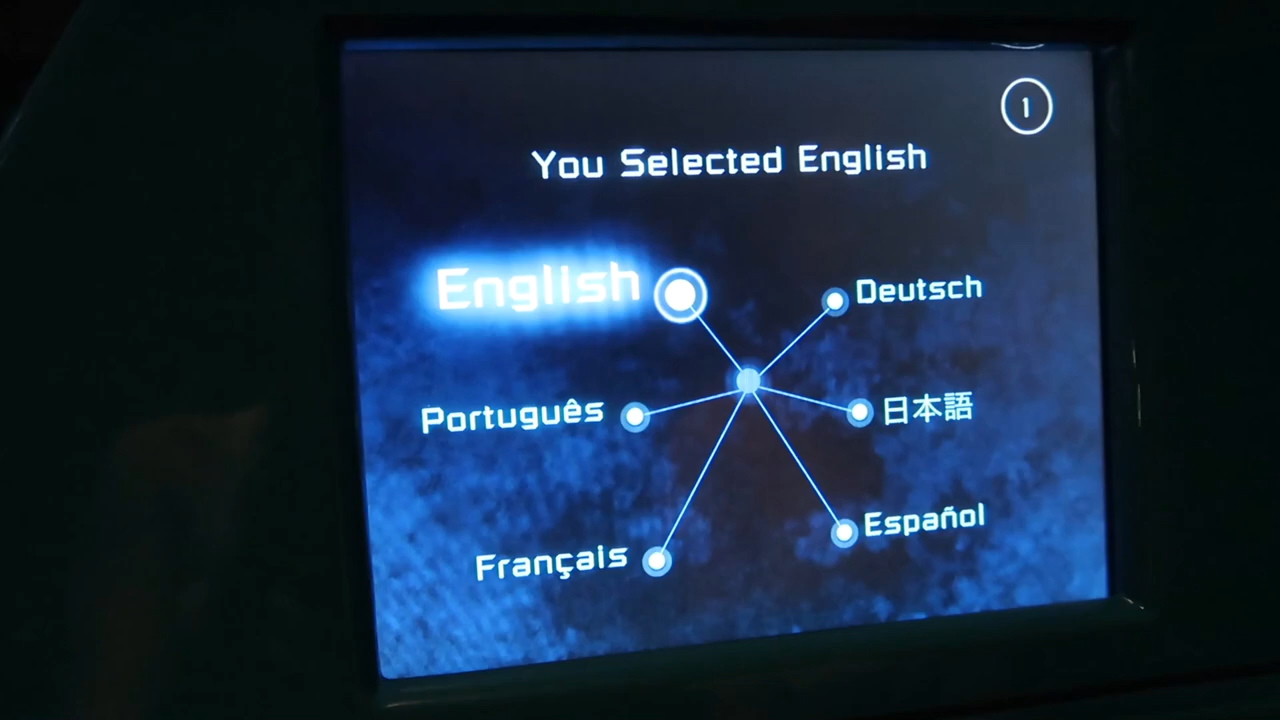 1
You Selected English
English
Deutsch
Português
日本語
Français
Español